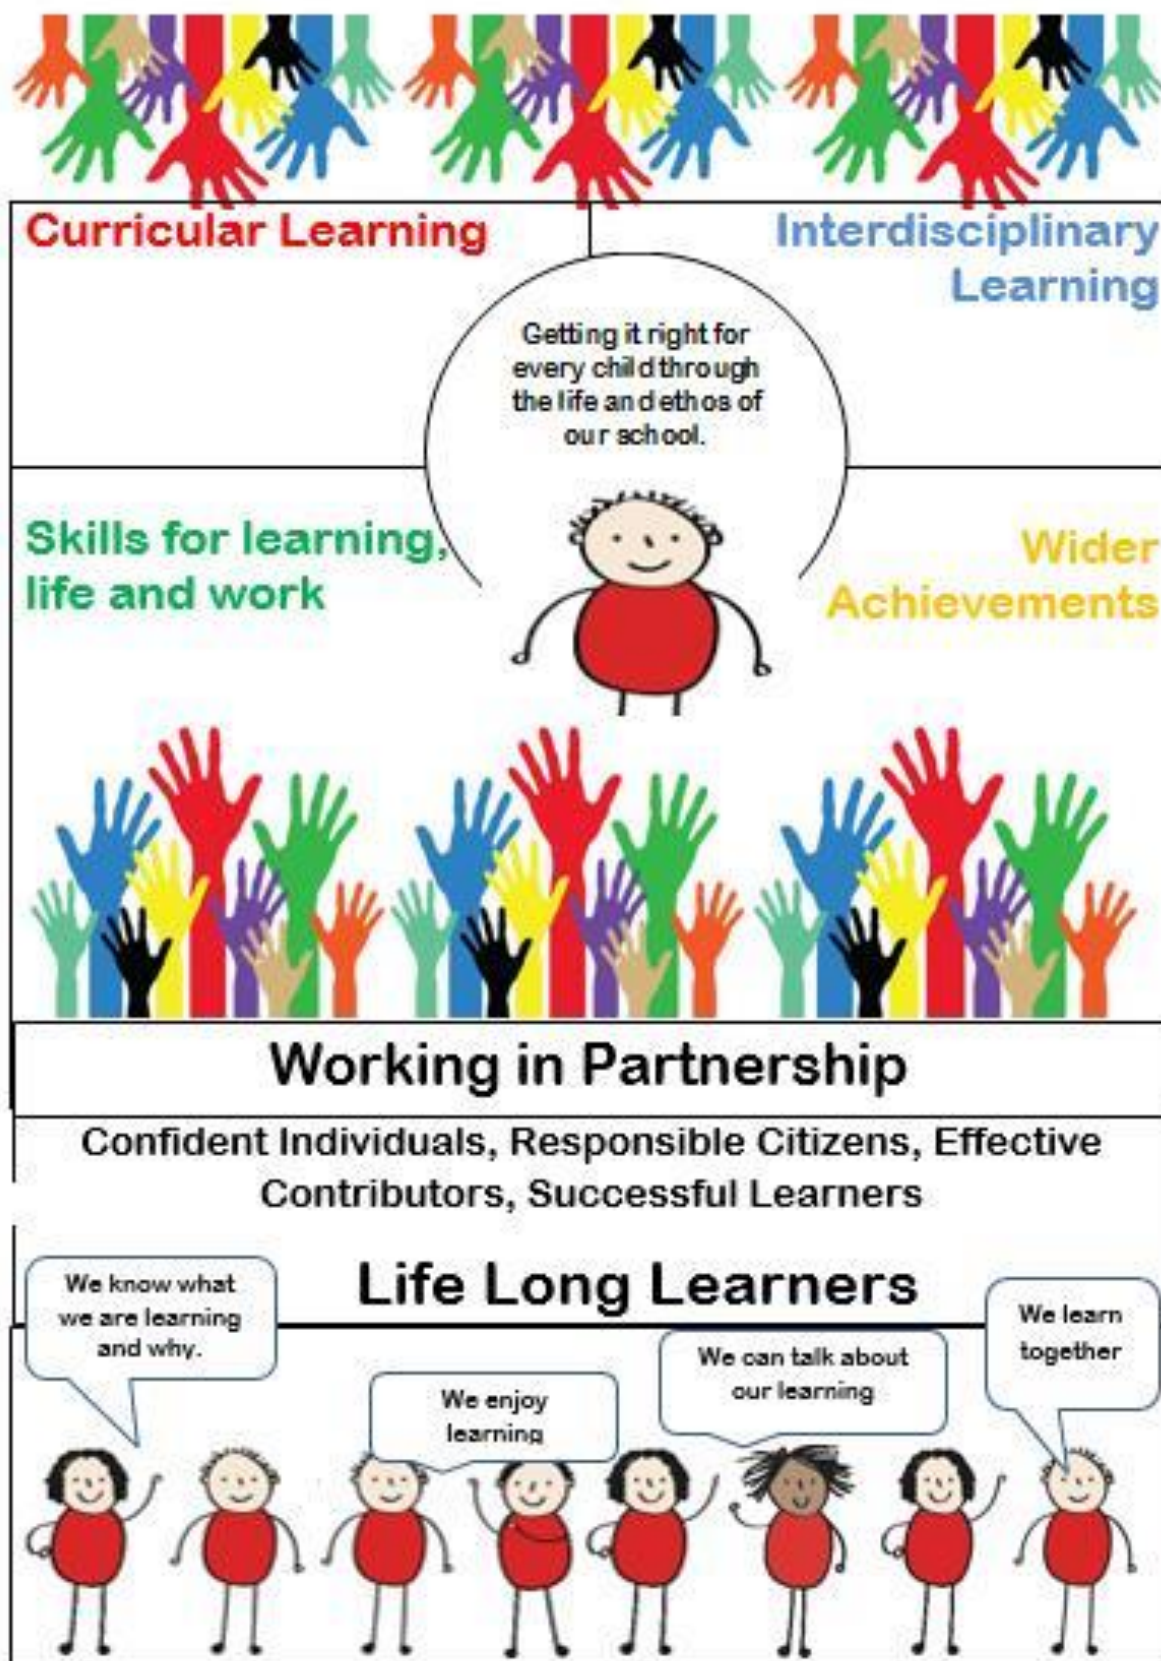 Curricular Learning
Interdisciplinary
Learning
Getting it right for
every child through
the life and ethos of
our school.
Skills for learning,
life and work
Wider
Achievements
Working in Partnership
Confident Individuals, Responsible Citizens, Effective
Contributors, Successful Learners
Life Long Learners
We know what
we are learning
and why.
We enjoy
learning
We can talk about
our learning
We learn
together